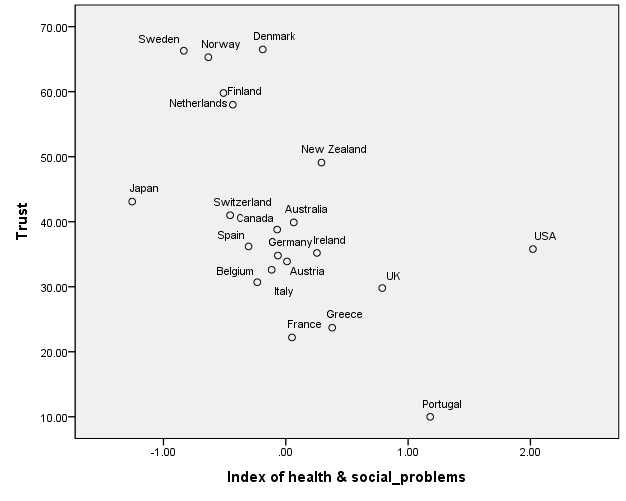 70.00
Sweden
Norway
Denmark
60.00
Finland
Netherlands
50.00
New Zealand
Japan
40.00
Switzerland
Canada
Australia
Spain
Germany
Ireland
USA
30.00
Belgium
Austria
Italy
UK
20.00
France
Greece
10.00
Portugal
Trust
-1.00
.00
1.00
2.00
Index of health & social_problems